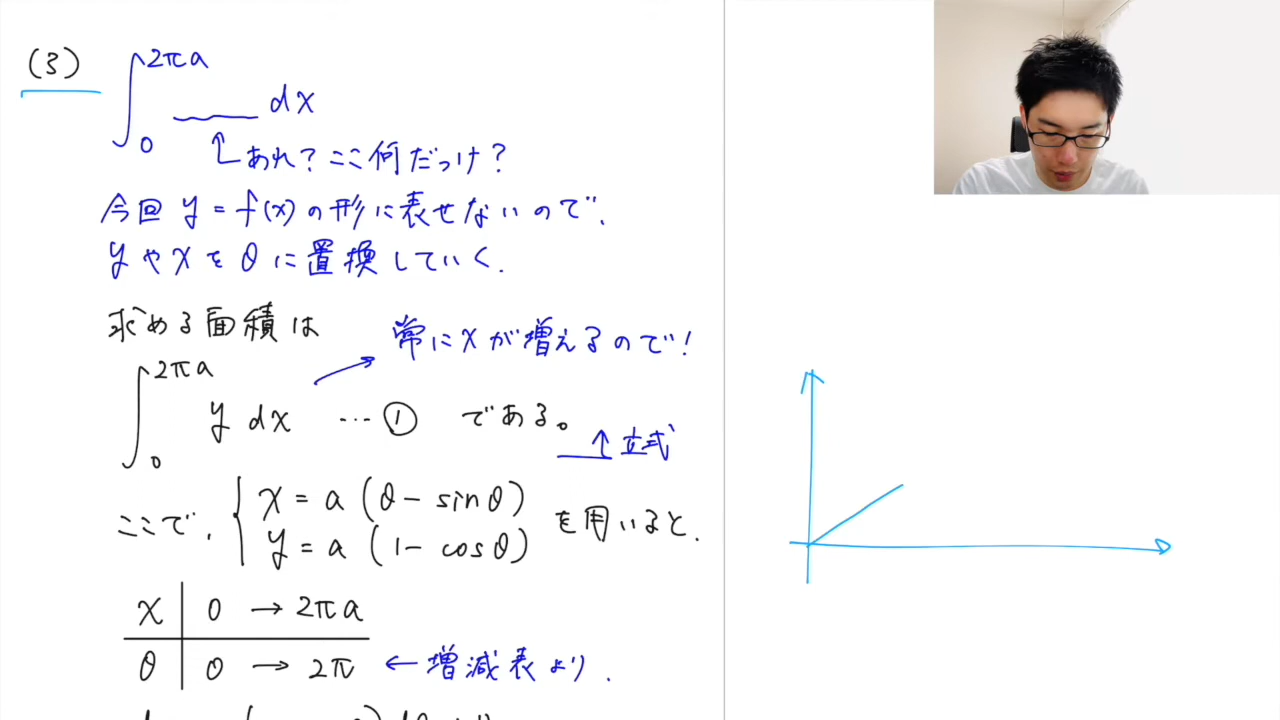 (3) ∫₀^{2πa} ___ dx
↑あれ?ここ何だっけ?
今回 y = f(x) の形に表せないので、
yやxをθに置換していく.
求める面積は
常にxが増えるので!
∫₀^{2πa} y dx … ① である。
↑立式
ここで, { x = a (θ - sinθ)
y = a (1 - cosθ) を用いると.
x | 0 → 2πa
θ | 0 → 2π ← 増減表より.